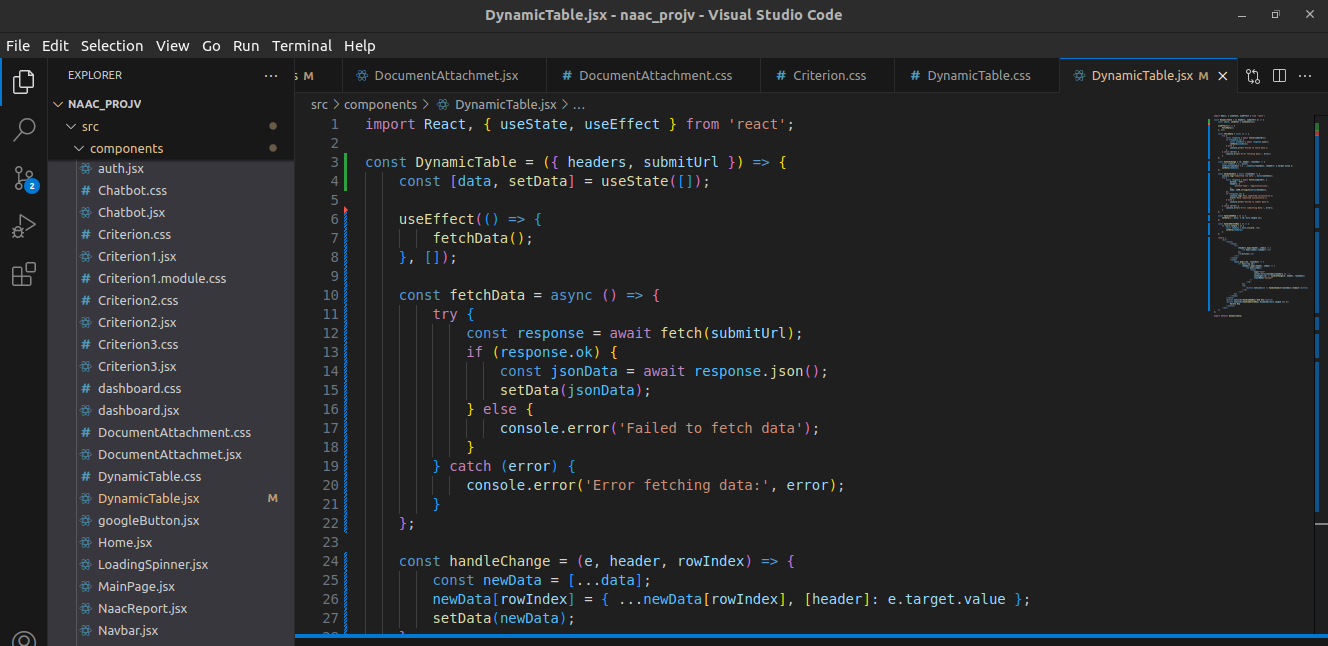 DynamicTable.jsx - naac_projv - Visual Studio Code
File Edit Selection View Go Run Terminal Help
EXPLORER
NAAC_PROJV
src
components
auth.jsx
# Chatbot.css
Chatbot.jsx
# Criterion.css
Criterion1.jsx
# Criterion1.module.css
# Criterion2.css
Criterion2.jsx
# Criterion3.css
Criterion3.jsx
# dashboard.css
dashboard.jsx
# DocumentAttachment.css
DocumentAttachmet.jsx
# DynamicTable.css
DynamicTable.jsx M
googleButton.jsx
Home.jsx
LoadingSpinner.jsx
MainPage.jsx
NaacReport.jsx
Navbar.jsx
2
s M DocumentAttachmet.jsx # DocumentAttachment.css # Criterion.css # DynamicTable.css DynamicTable.jsx M
src > components > DynamicTable.jsx > ...
1 import React, { useState, useEffect } from 'react';
2
3 const DynamicTable = ({ headers, submitUrl }) => {
4 const [data, setData] = useState([]);
5
6 useEffect(() => {
7 fetchData();
8 }, []);
9
10 const fetchData = async () => {
11 try {
12 const response = await fetch(submitUrl);
13 if (response.ok) {
14 const jsonData = await response.json();
15 setData(jsonData);
16 } else {
17 console.error('Failed to fetch data');
18 }
19 } catch (error) {
20 console.error('Error fetching data:', error);
21 }
22 };
23
24 const handleChange = (e, header, rowIndex) => {
25 const newData = [...data];
26 newData[rowIndex] = { ...newData[rowIndex], [header]: e.target.value };
27 setData(newData);